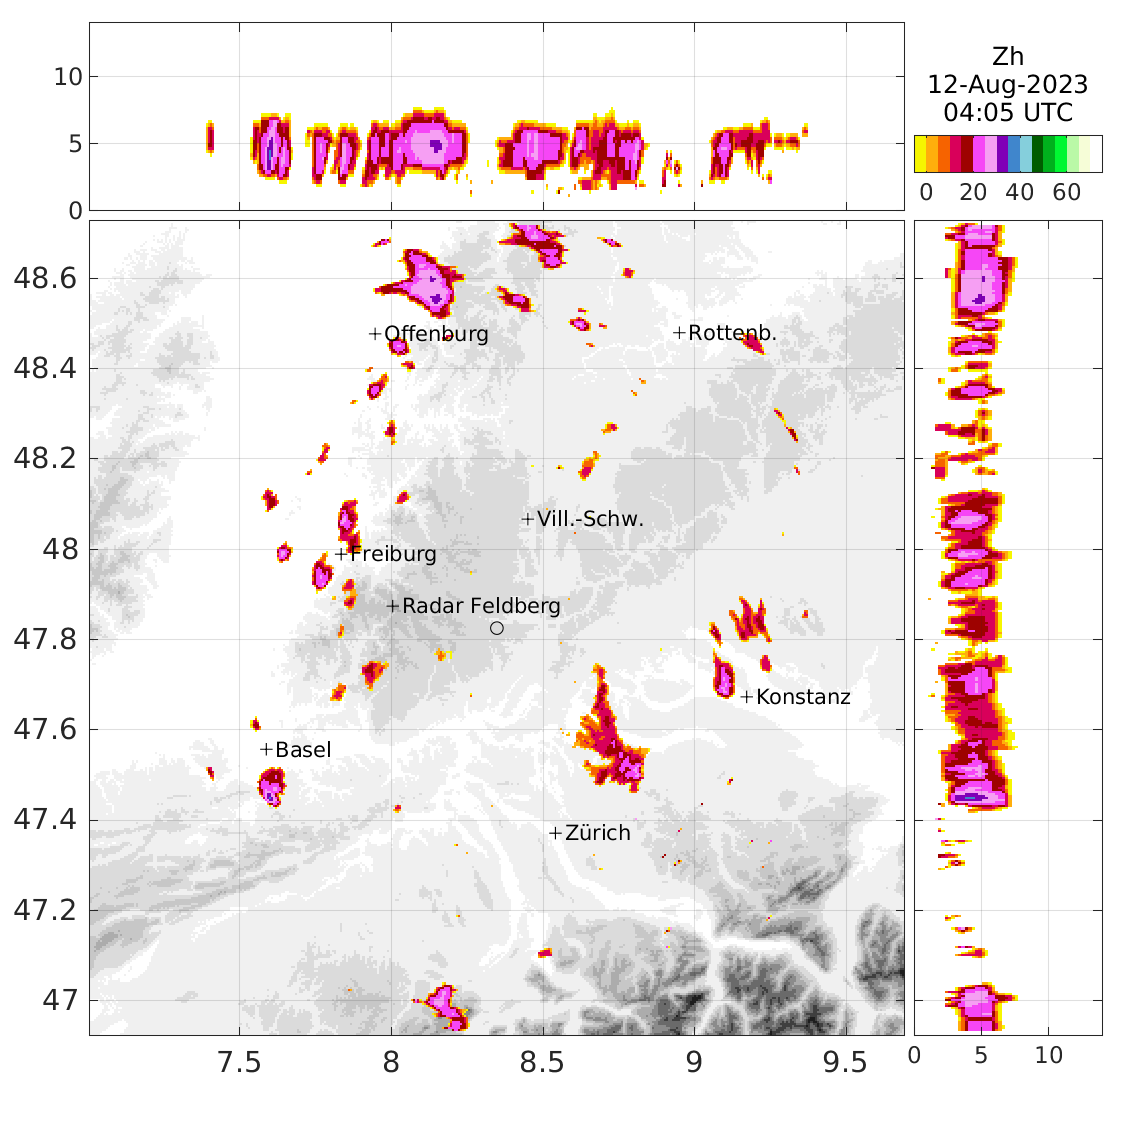 10
5
0
Zh
12-Aug-2023
04:05 UTC
0 20 40 60
48.6
48.4
48.2
48
47.8
47.6
47.4
47.2
47
Offenburg
Rottenb.
Vill.-Schw.
Freiburg
Radar Feldberg
Konstanz
Basel
Zürich
7.5 8 8.5 9 9.5
0 5 10